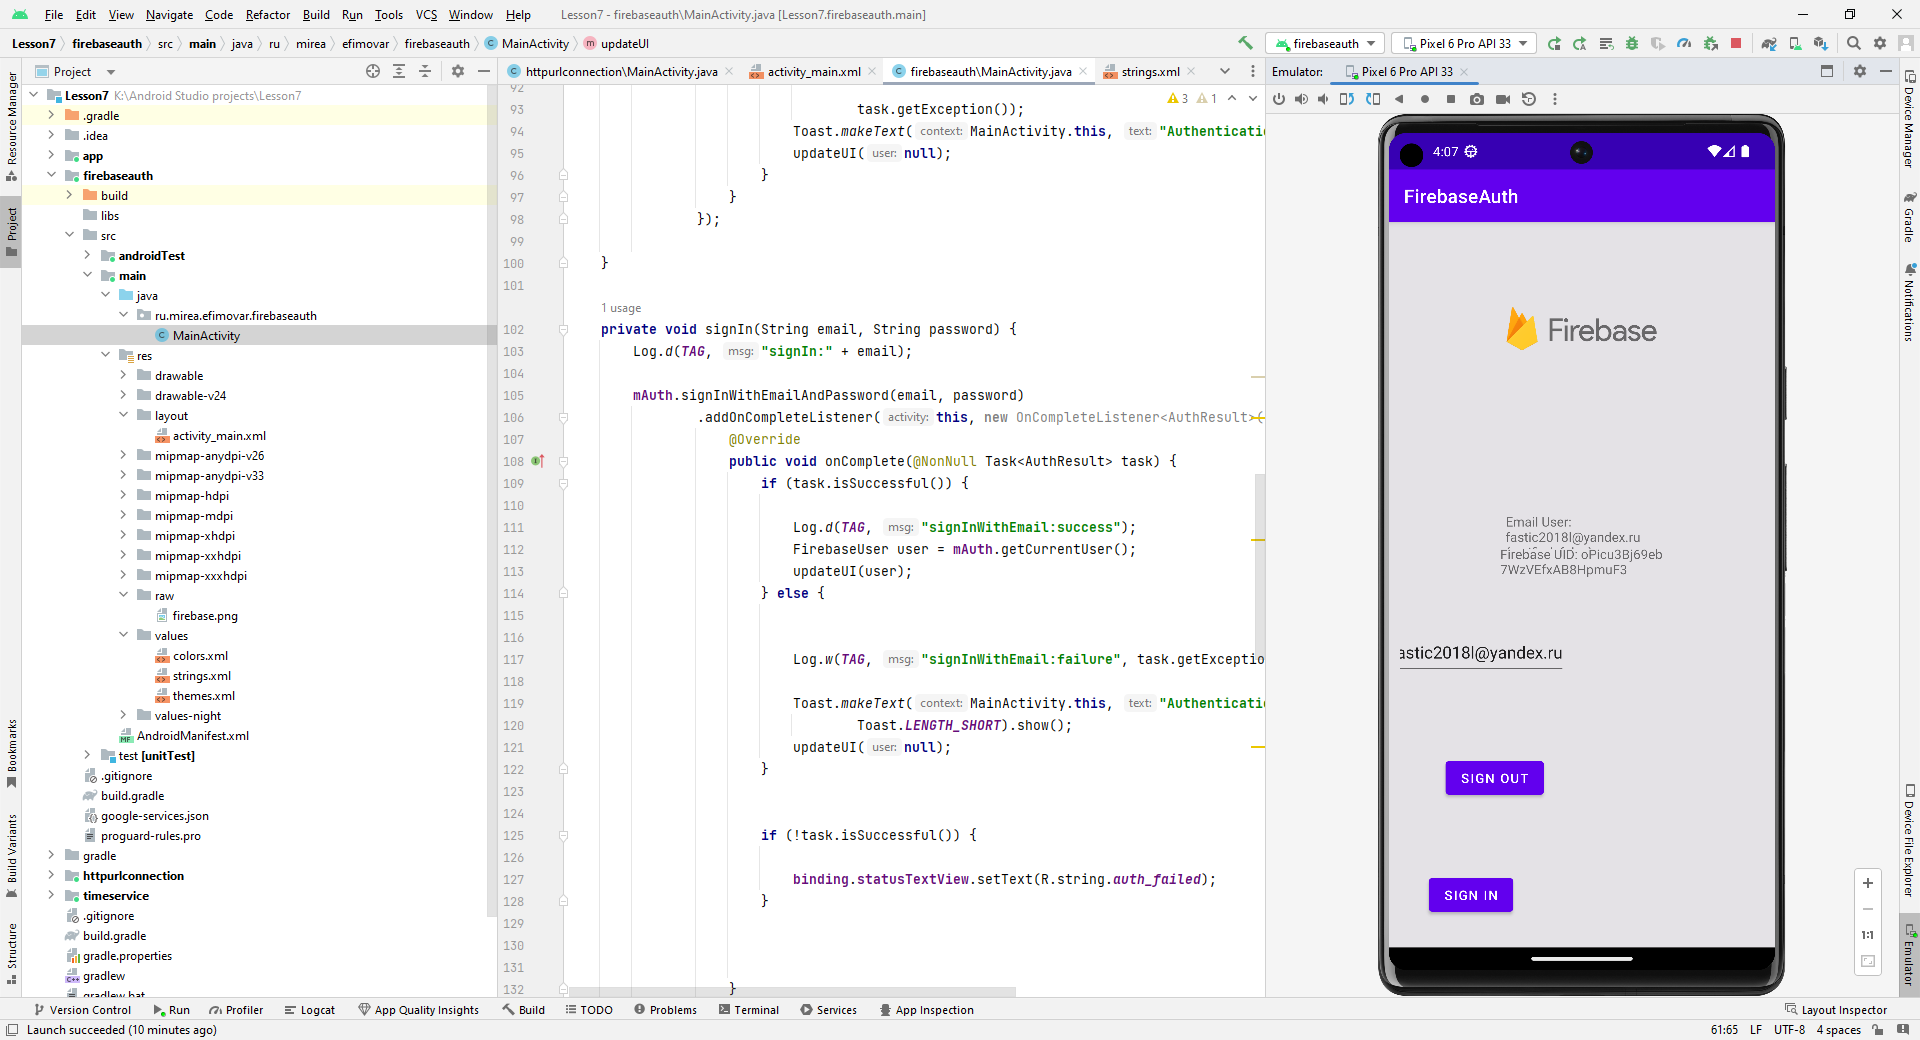 File Edit View Navigate Code Refactor Build Run Tools VCS Window Help Lesson7 - firebaseauth\MainActivity.java [Lesson7.firebaseauth.main]
Lesson7 firebaseauth src main java ru mirea efimovar firebaseauth MainActivity updateUI firebaseauth Pixel 6 Pro API 33
Project
httpurlconnection\MainActivity.java activity_main.xml firebaseauth\MainActivity.java strings.xml
Emulator: Pixel 6 Pro API 33
Resource Manager
Project
Bookmarks
Build Variants
Structure
Lesson7 K:\Android Studio projects\Lesson7
.gradle
.idea
app
firebaseauth
build
libs
src
androidTest
main
java
ru.mirea.efimovar.firebaseauth
MainActivity
res
drawable
drawable-v24
layout
activity_main.xml
mipmap-anydpi-v26
mipmap-anydpi-v33
mipmap-hdpi
mipmap-mdpi
mipmap-xhdpi
mipmap-xxhdpi
mipmap-xxxhdpi
raw
firebase.png
values
colors.xml
strings.xml
themes.xml
values-night
AndroidManifest.xml
test [unitTest]
.gitignore
build.gradle
google-services.json
proguard-rules.pro
gradle
httpurlconnection
timeservice
.gitignore
build.gradle
gradle.properties
gradlew
gradlew.bat
3 1
92
93 task.getException());
94 Toast.makeText( context: MainActivity.this, text: "Authenticati
95 updateUI( user: null);
96 }
97 }
98 });
99
100 }
101
1 usage
102 private void signIn(String email, String password) {
103 Log.d(TAG, msg: "signIn:" + email);
104
105 mAuth.signInWithEmailAndPassword(email, password)
106 .addOnCompleteListener( activity: this, new OnCompleteListener<AuthResult>(
107 @Override
108 public void onComplete(@NonNull Task<AuthResult> task) {
109 if (task.isSuccessful()) {
110
111 Log.d(TAG, msg: "signInWithEmail:success");
112 FirebaseUser user = mAuth.getCurrentUser();
113 updateUI(user);
114 } else {
115
116
117 Log.w(TAG, msg: "signInWithEmail:failure", task.getExceptio
118
119 Toast.makeText( context: MainActivity.this, text: "Authenticati
120 Toast.LENGTH_SHORT).show();
121 updateUI( user: null);
122 }
123
124
125 if (!task.isSuccessful()) {
126
127 binding.statusTextView.setText(R.string.auth_failed);
128 }
129
130
131
132 }
4:07
FirebaseAuth
Firebase
Email User:
fastic2018l@yandex.ru
Firebase UID: oPicu3Bj69eb
7WzVEfxAB8HpmuF3
astic2018l@yandex.ru
SIGN OUT
SIGN IN
1:1
Device Manager
Gradle
Notifications
Device File Explorer
Emulator
Version Control Run Profiler Logcat App Quality Insights Build TODO Problems Terminal Services App Inspection Layout Inspector
Launch succeeded (10 minutes ago) 61:65 LF UTF-8 4 spaces